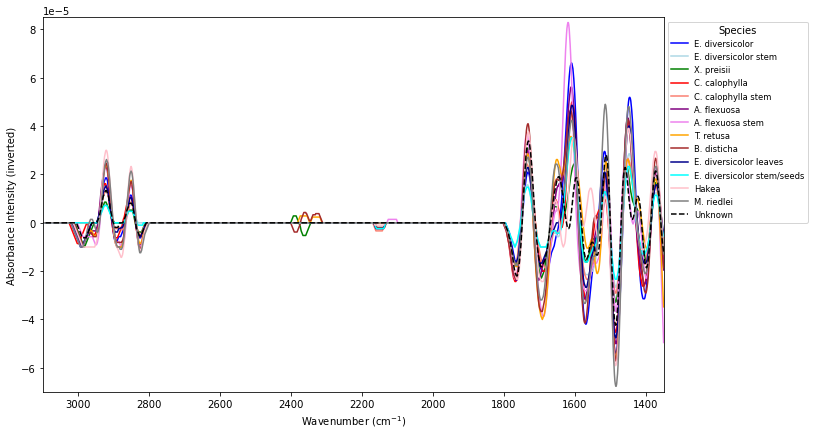 1e−5
8
6
4
2
0
−2
−4
−6
Absorbance Intensity (inverted)
3000 2800 2600 2400 2200 2000 1800 1600 1400
Wavenumber (cm⁻¹)
Species
E. diversicolor
E. diversicolor stem
X. preisii
C. calophylla
C. calophylla stem
A. flexuosa
A. flexuosa stem
T. retusa
B. disticha
E. diversicolor leaves
E. diversicolor stem/seeds
Hakea
M. riedlei
Unknown